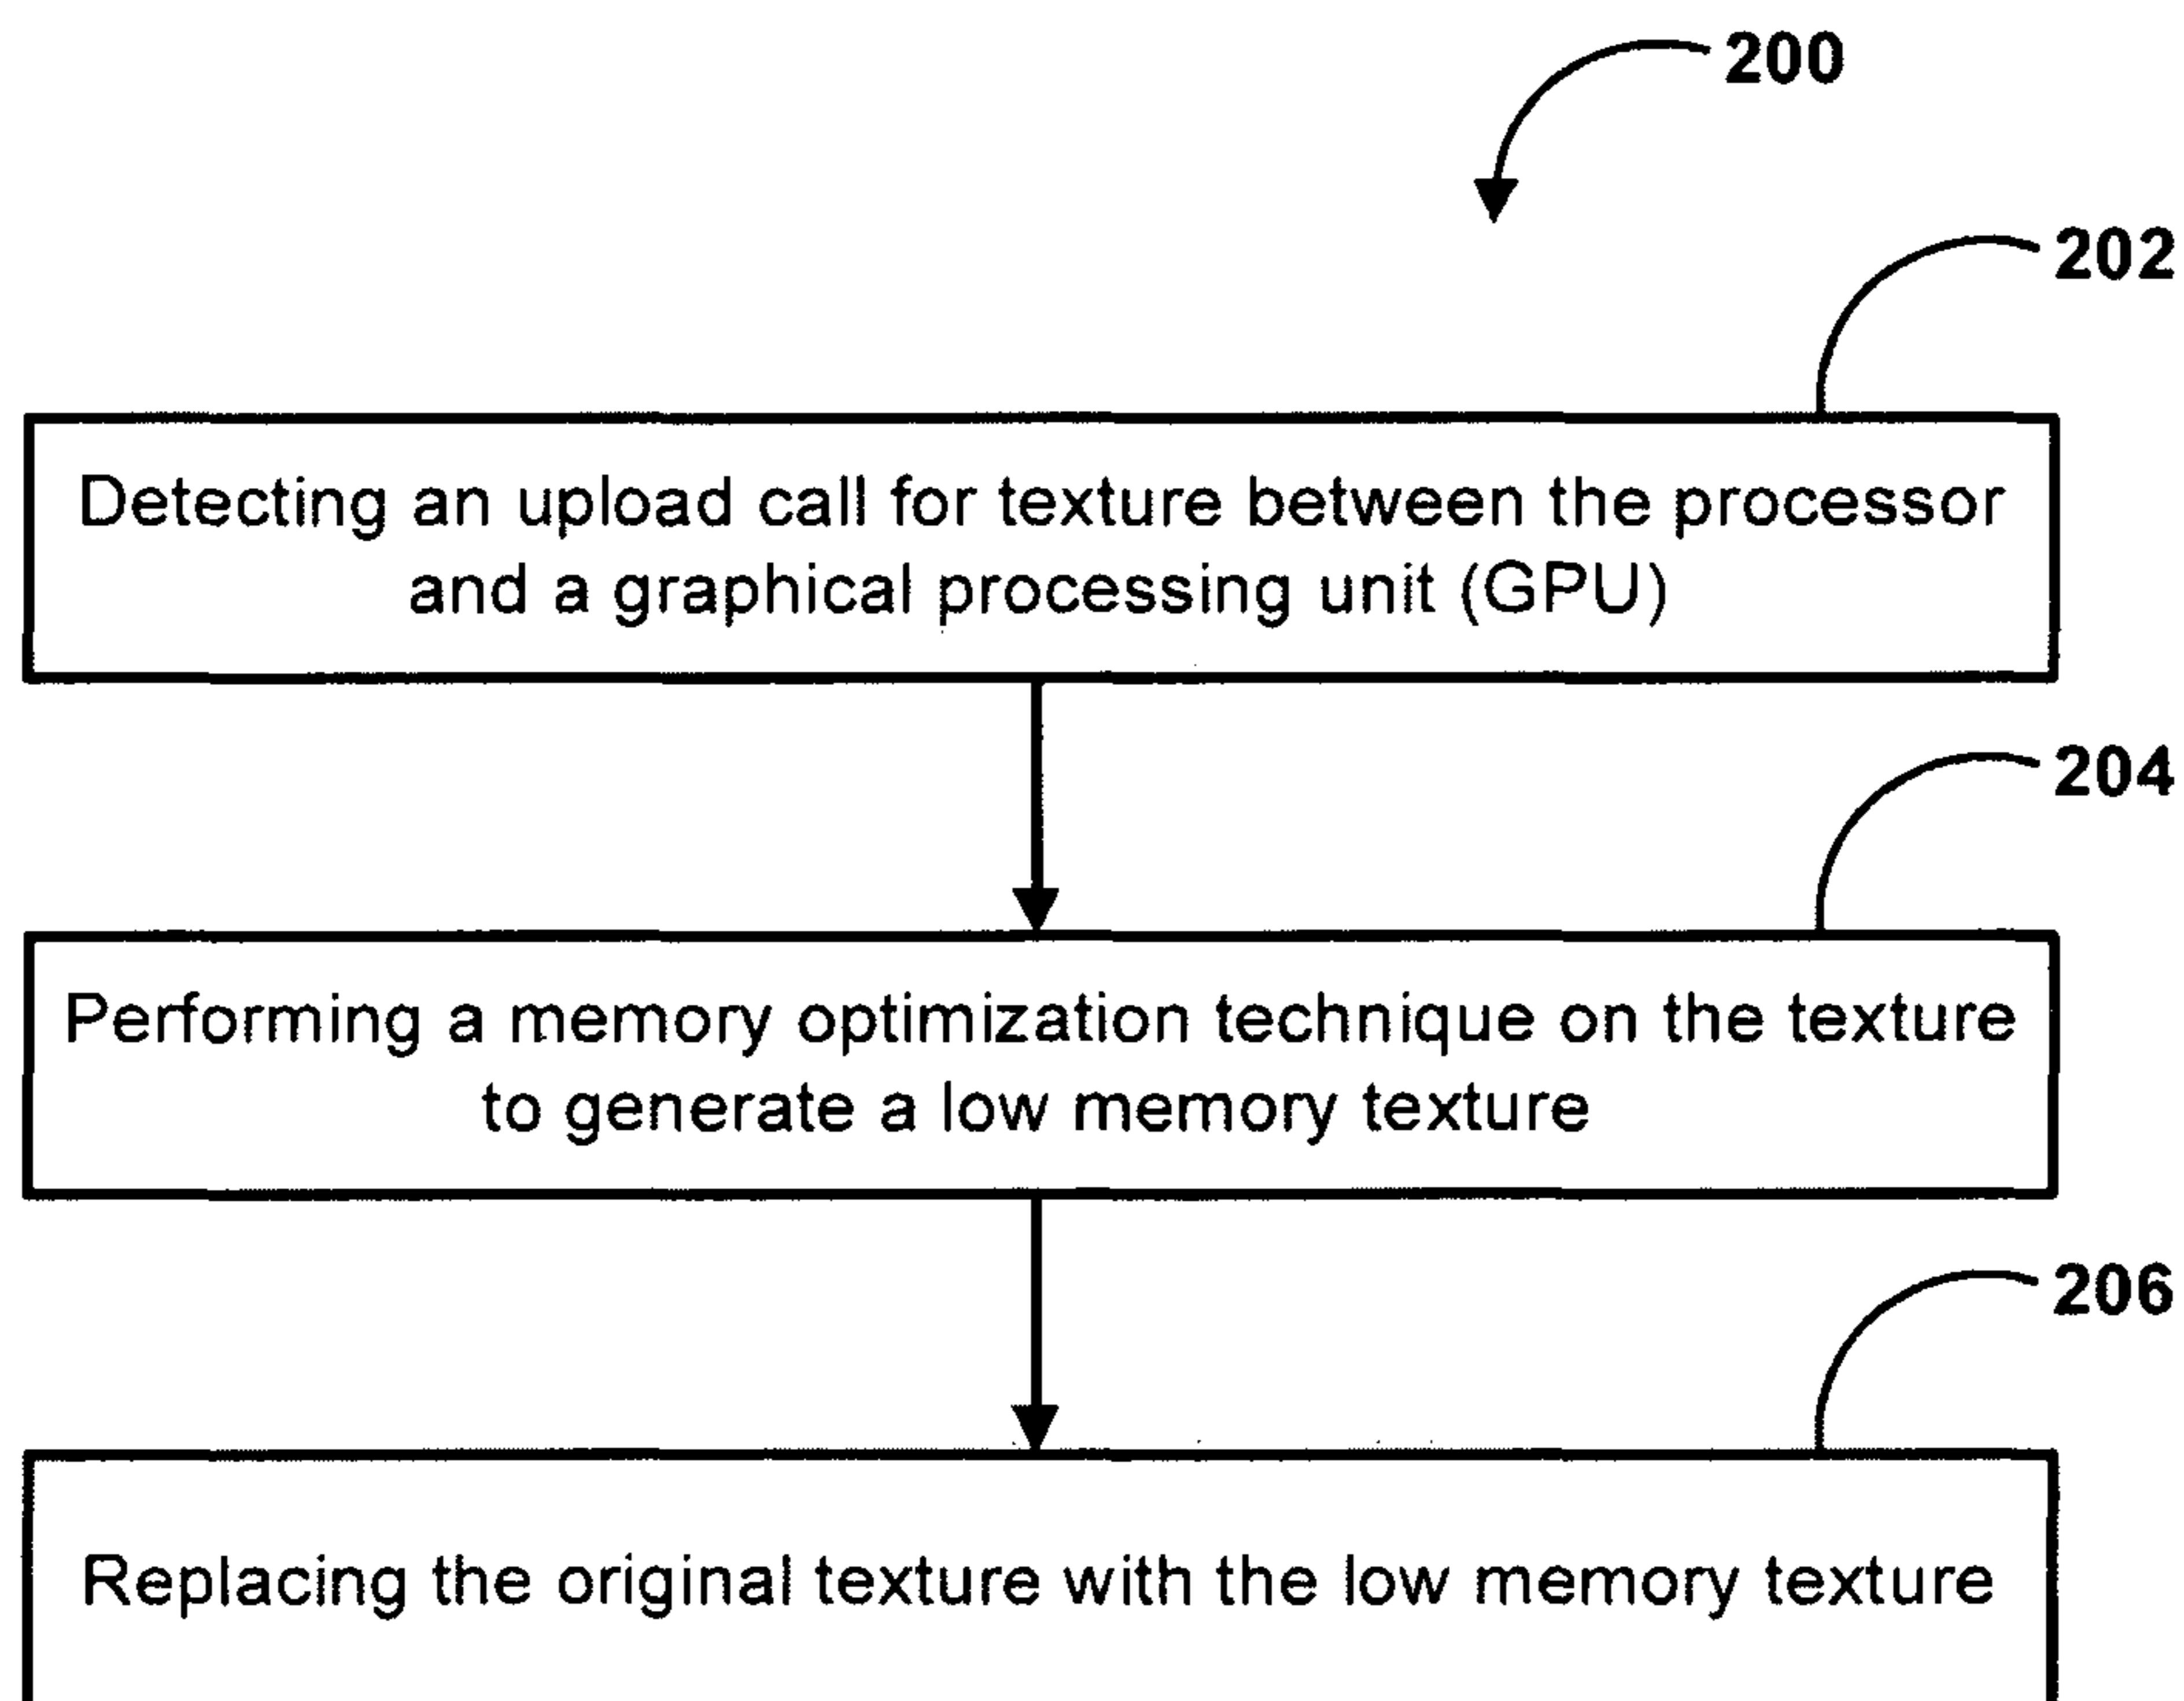 200
202
Detecting an upload call for texture between the processor
and a graphical processing unit (GPU)
204
Performing a memory optimization technique on the texture
to generate a low memory texture
206
Replacing the original texture with the low memory texture